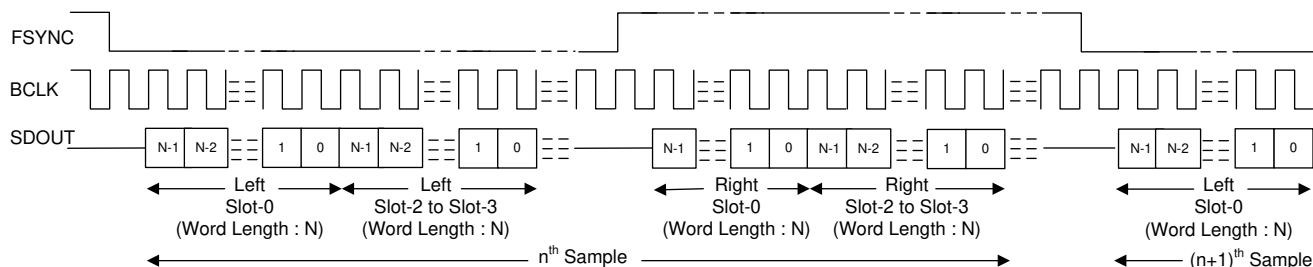 FSYNC
BCLK
SDOUT
N-1 N-2 1 0 N-1 N-2 1 0 N-1 1 0 N-1 N-2 1 0 N-1 N-2 1 0
Left Left Right Right Left
Slot-0 Slot-2 to Slot-3 Slot-0 Slot-2 to Slot-3 Slot-0
(Word Length : N) (Word Length : N) (Word Length : N) (Word Length : N) (Word Length : N)
nth Sample (n+1)th Sample